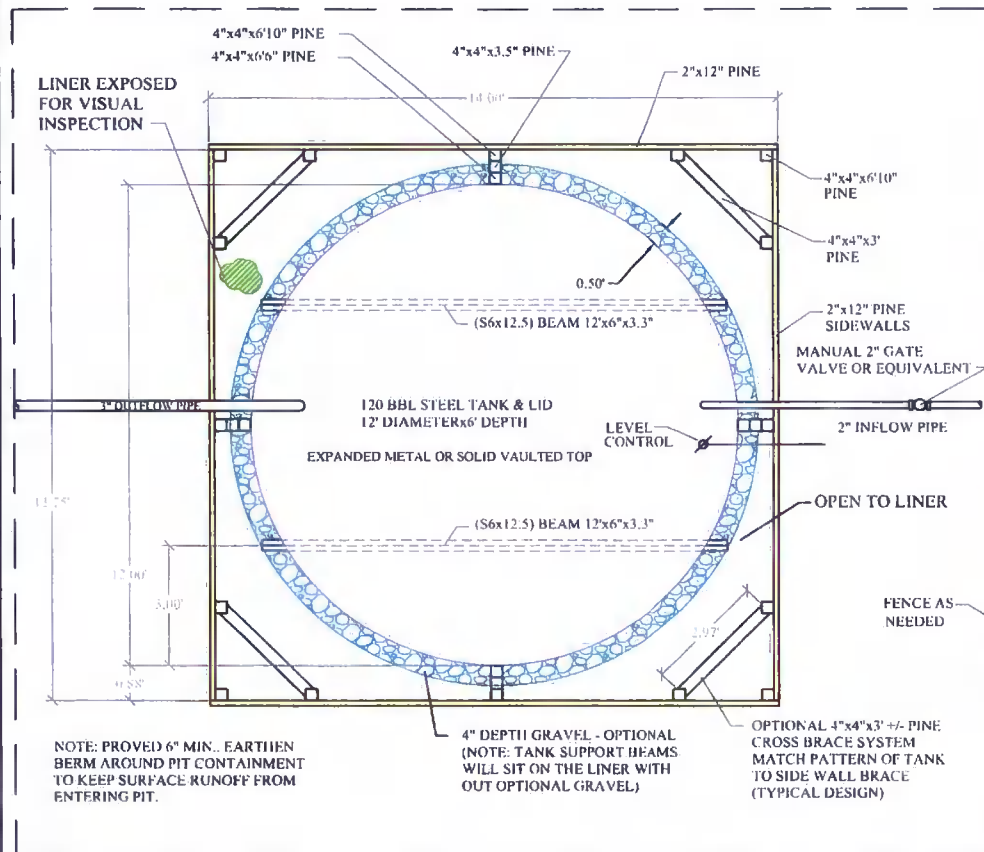 4"x4"x6'10" PINE
4"x4"x6'6" PINE
4"x4"x3.5" PINE
2"x12" PINE
LINER EXPOSED
FOR VISUAL
INSPECTION
4"x4"x6'10"
PINE
4"x4"x3'
PINE
0.50'
(S6x12.5) BEAM 12'x6"x3.3"
2"x12" PINE
SIDEWALLS
MANUAL 2" GATE
VALVE OR EQUIVALENT
3" OUTFLOW PIPE
120 BBL STEEL TANK & LID
12' DIAMETERx6' DEPTH
LEVEL
CONTROL
2" INFLOW PIPE
EXPANDED METAL OR SOLID VAULTED TOP
OPEN TO LINER
(S6x12.5) BEAM 12'x6"x3.3"
12.00'
3.00'
2.97'
FENCE AS
NEEDED
0.88'
NOTE: PROVED 6" MIN.. EARTHEN
BERM AROUND PIT CONTAINMENT
TO KEEP SURFACE RUNOFF FROM
ENTERING PIT.
4" DEPTH GRAVEL - OPTIONAL
(NOTE: TANK SUPPORT BEAMS
WILL SIT ON THE LINER WITH
OUT OPTIONAL GRAVEL)
OPTIONAL 4"x4"x3' +/- PINE
CROSS BRACE SYSTEM
MATCH PATTERN OF TANK
TO SIDE WALL BRACE
(TYPICAL DESIGN)